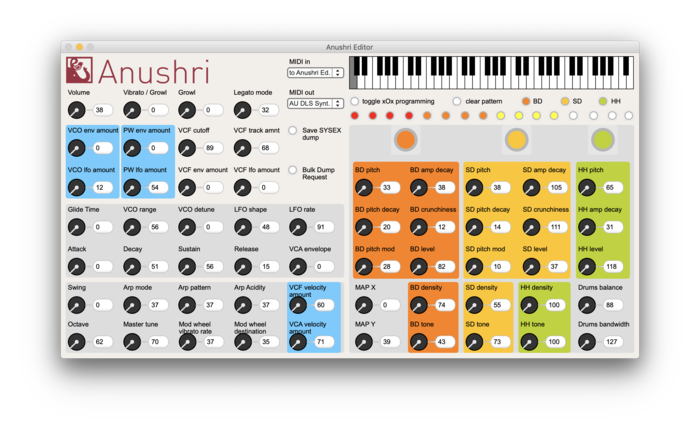 Anushri Editor
Anushri
MIDI in
to Anushri Ed.
Volume
Vibrato / Growl
Growl
Legato mode
MIDI out
38
0
0
32
AU DLS Synt.
toggle xOx programming
clear pattern
BD
SD
HH
VCO env amount
PW env amount
VCF cutoff
VCF track amnt
Save SYSEX
dump
0
0
89
68
VCO lfo amount
PW lfo amount
VCF env amount
VCF lfo amount
Bulk Dump
Request
12
54
0
0
BD pitch
BD amp decay
SD pitch
SD amp decay
HH pitch
33
38
38
105
65
Glide Time
VCO range
VCO detune
LFO shape
LFO rate
0
56
0
48
91
BD pitch decay
BD crunchiness
SD pitch decay
SD crunchiness
HH amp decay
20
12
14
111
31
Attack
Decay
Sustain
Release
VCA envelope
0
51
56
15
0
BD pitch mod
BD level
SD pitch mod
SD level
HH level
28
82
10
37
118
Swing
Arp mode
Arp pattern
Arp Acidity
VCF velocity
amount
0
37
37
37
60
MAP X
BD density
SD density
HH density
Drums balance
0
74
55
100
88
Octave
Master tune
Mod wheel
vibrato rate
Mod wheel
destination
VCA velocity
amount
62
70
37
35
71
MAP Y
BD tone
SD tone
HH tone
Drums bandwidth
39
43
73
100
127